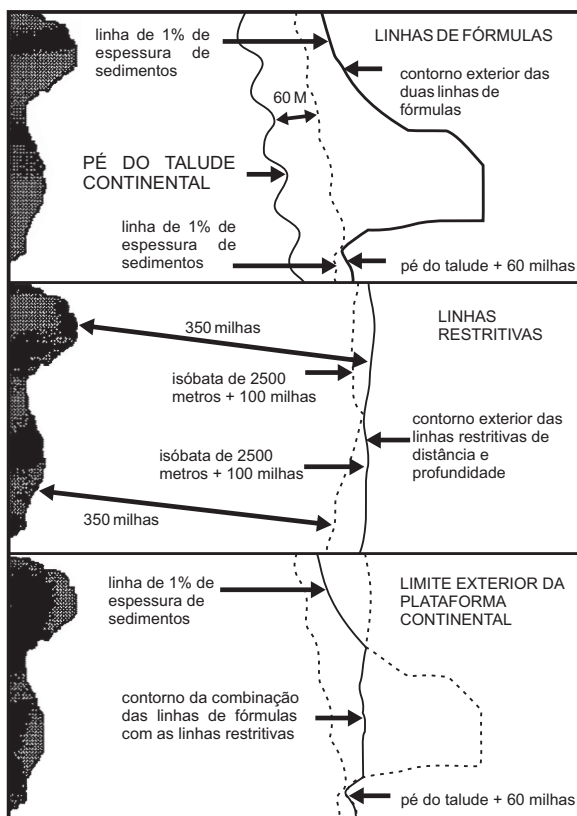 linha de 1% de
espessura de
sedimentos
LINHAS DE FÓRMULAS
contorno exterior das
duas linhas de
fórmulas
60 M
PÉ DO TALUDE
CONTINENTAL
linha de 1% de
espessura de
sedimentos
pé do talude + 60 milhas
LINHAS
RESTRITIVAS
350 milhas
isóbata de 2500
metros + 100 milhas
contorno exterior das
linhas restritivas de
distância e
profundidade
isóbata de 2500
metros + 100 milhas
350 milhas
linha de 1% de
espessura de
sedimentos
LIMITE EXTERIOR DA
PLATAFORMA
CONTINENTAL
contorno da combinação
das linhas de fórmulas
com as linhas restritivas
pé do talude + 60 milhas